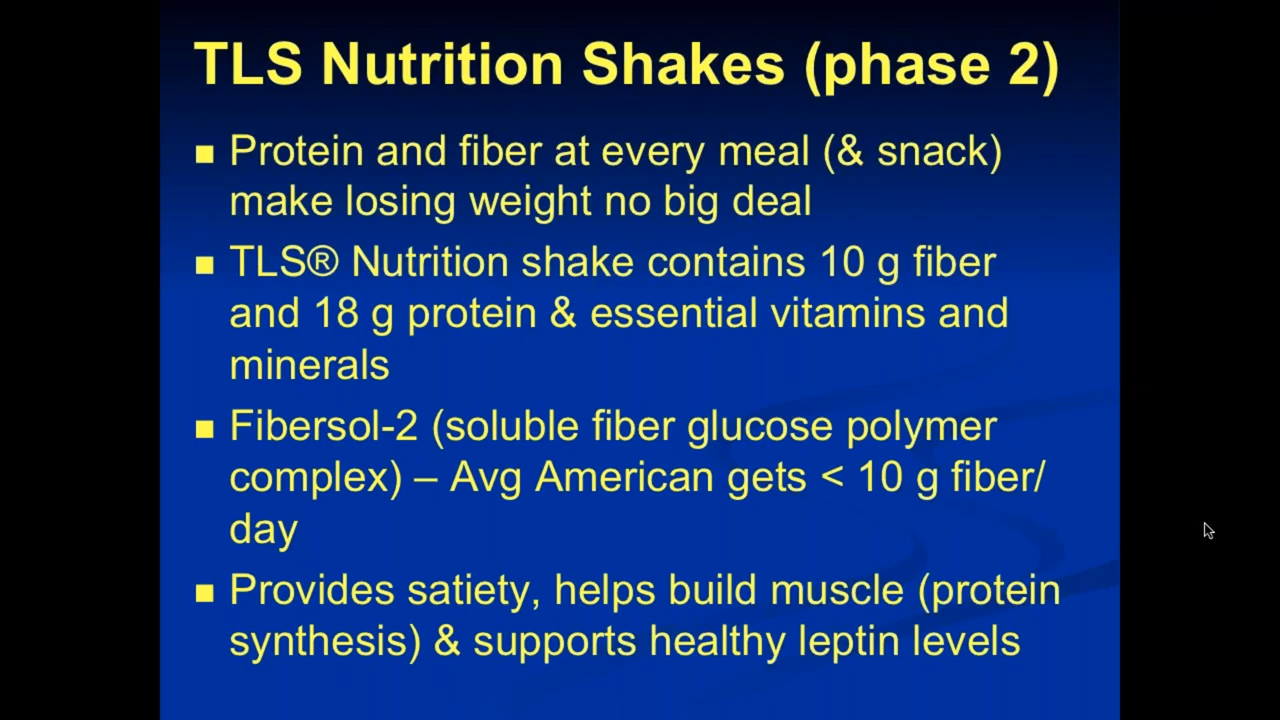 TLS Nutrition Shakes (phase 2)
Protein and fiber at every meal (& snack)
make losing weight no big deal
TLS® Nutrition shake contains 10 g fiber
and 18 g protein & essential vitamins and
minerals
Fibersol-2 (soluble fiber glucose polymer
complex) – Avg American gets < 10 g fiber/
day
Provides satiety, helps build muscle (protein
synthesis) & supports healthy leptin levels